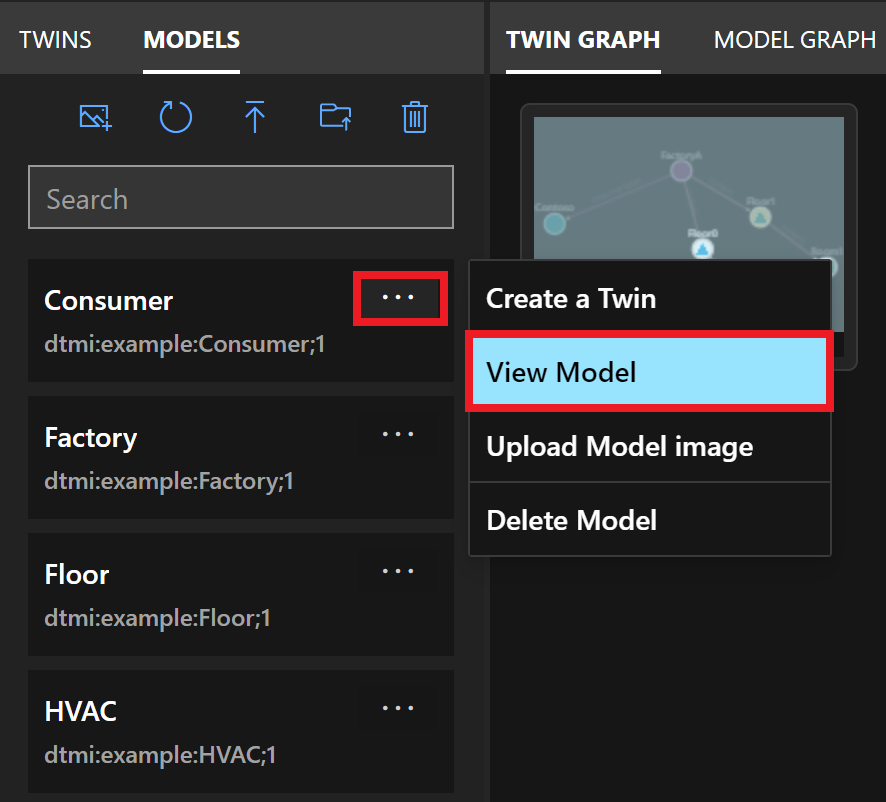 TWINS MODELS TWIN GRAPH MODEL GRAPH
FactoryA
Contoso
Floor1
Floor0
Search
Consumer ...
dtmi:example:Consumer;1
Create a Twin
View Model
Upload Model image
Delete Model
Factory ...
dtmi:example:Factory;1
Floor ...
dtmi:example:Floor;1
HVAC ...
dtmi:example:HVAC;1